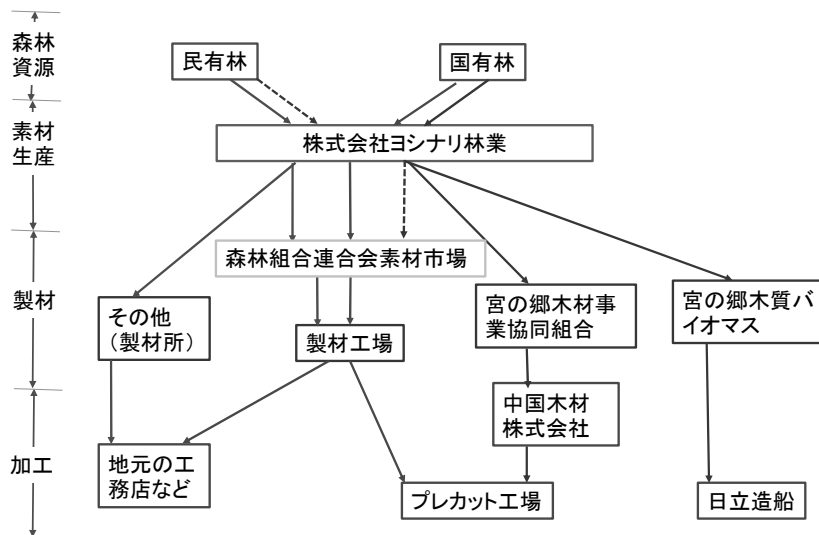 森林
資源
民有林
国有林
素材
生産
株式会社ヨシナリ林業
森林組合連合会素材市場
製材
その他
（製材所）
製材工場
宮の郷木材事
業協同組合
宮の郷木質バ
イオマス
中国木材
株式会社
加工
地元の工
務店など
プレカット工場
日立造船